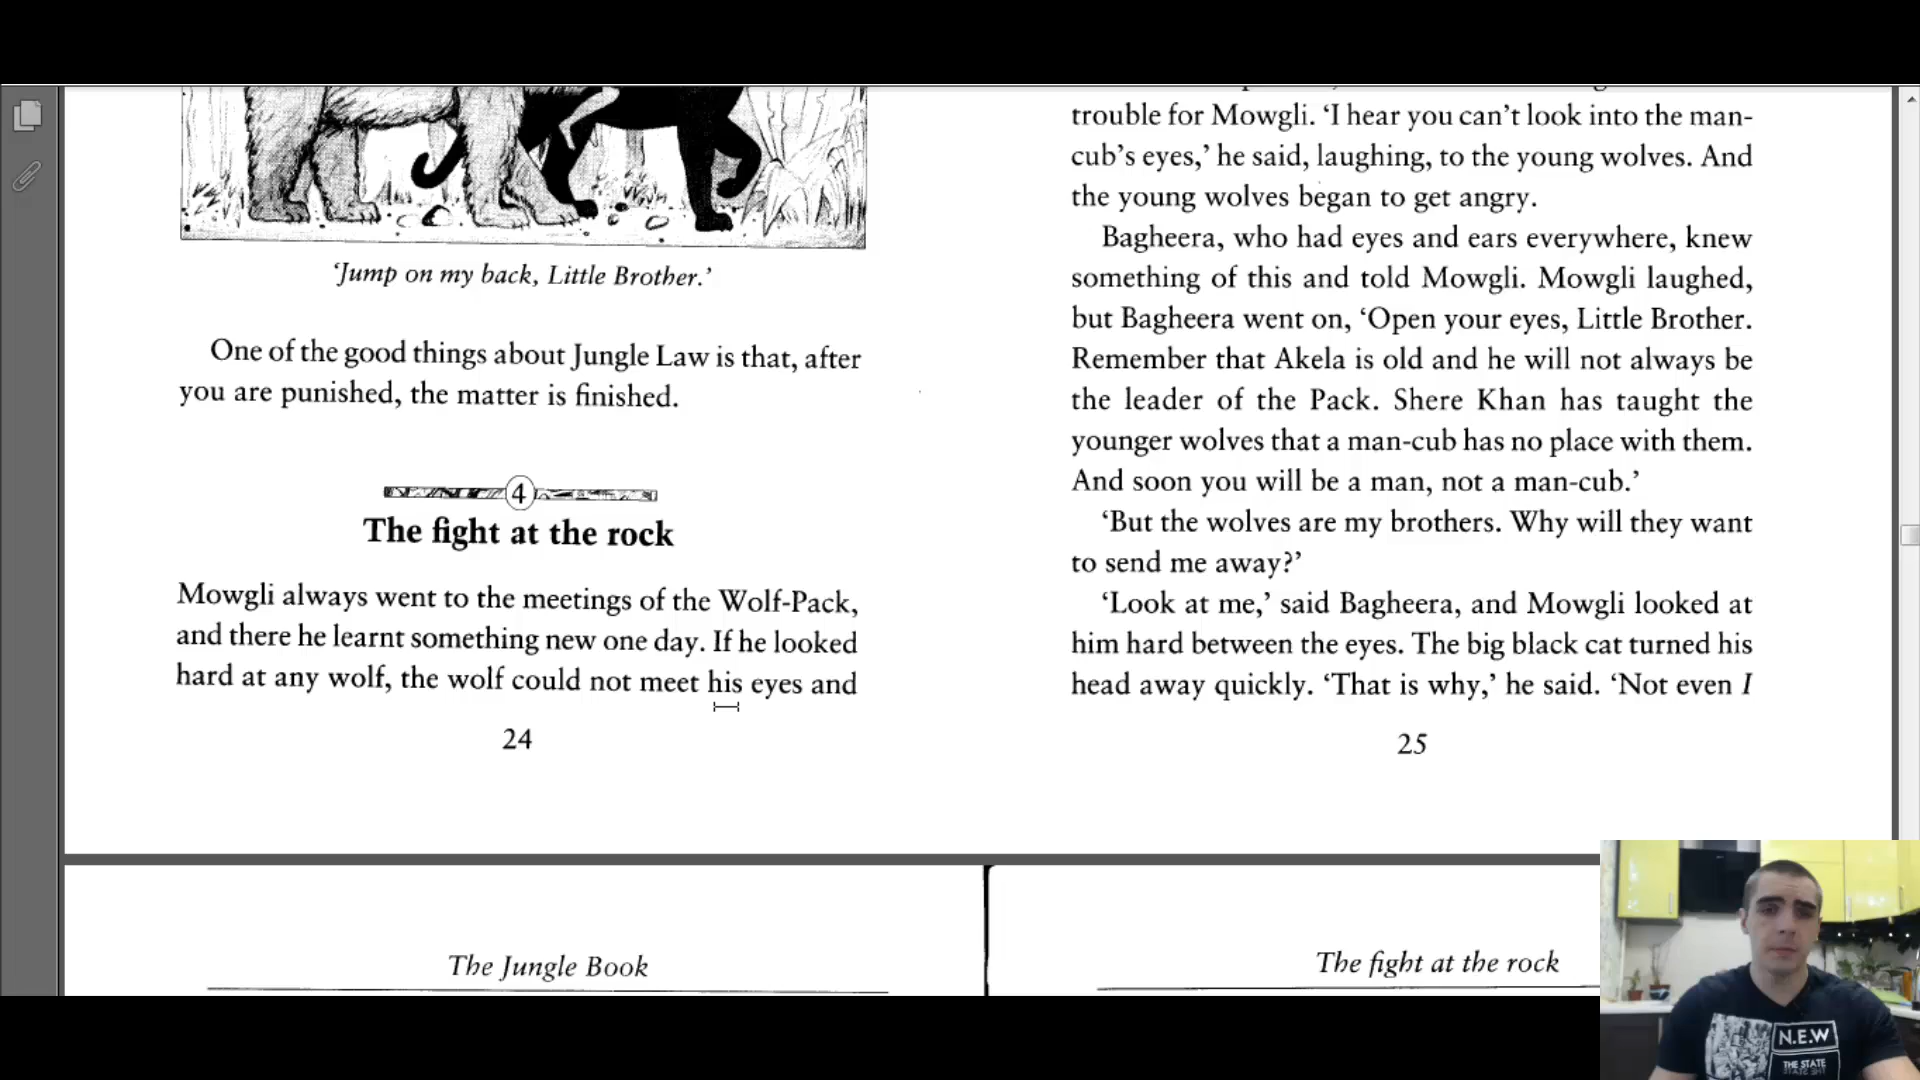 ‘Jump on my back, Little Brother.’
One of the good things about Jungle Law is that, after
you are punished, the matter is finished.
4
The fight at the rock
Mowgli always went to the meetings of the Wolf-Pack,
and there he learnt something new one day. If he looked
hard at any wolf, the wolf could not meet his eyes and
24
trouble for Mowgli. ‘I hear you can’t look into the man-
cub’s eyes,’ he said, laughing, to the young wolves. And
the young wolves began to get angry.
Bagheera, who had eyes and ears everywhere, knew
something of this and told Mowgli. Mowgli laughed,
but Bagheera went on, ‘Open your eyes, Little Brother.
Remember that Akela is old and he will not always be
the leader of the Pack. Shere Khan has taught the
younger wolves that a man-cub has no place with them.
And soon you will be a man, not a man-cub.’
‘But the wolves are my brothers. Why will they want
to send me away?’
‘Look at me,’ said Bagheera, and Mowgli looked at
him hard between the eyes. The big black cat turned his
head away quickly. ‘That is why,’ he said. ‘Not even I
25
The Jungle Book
The fight at the rock
N.E.W
THE STATE